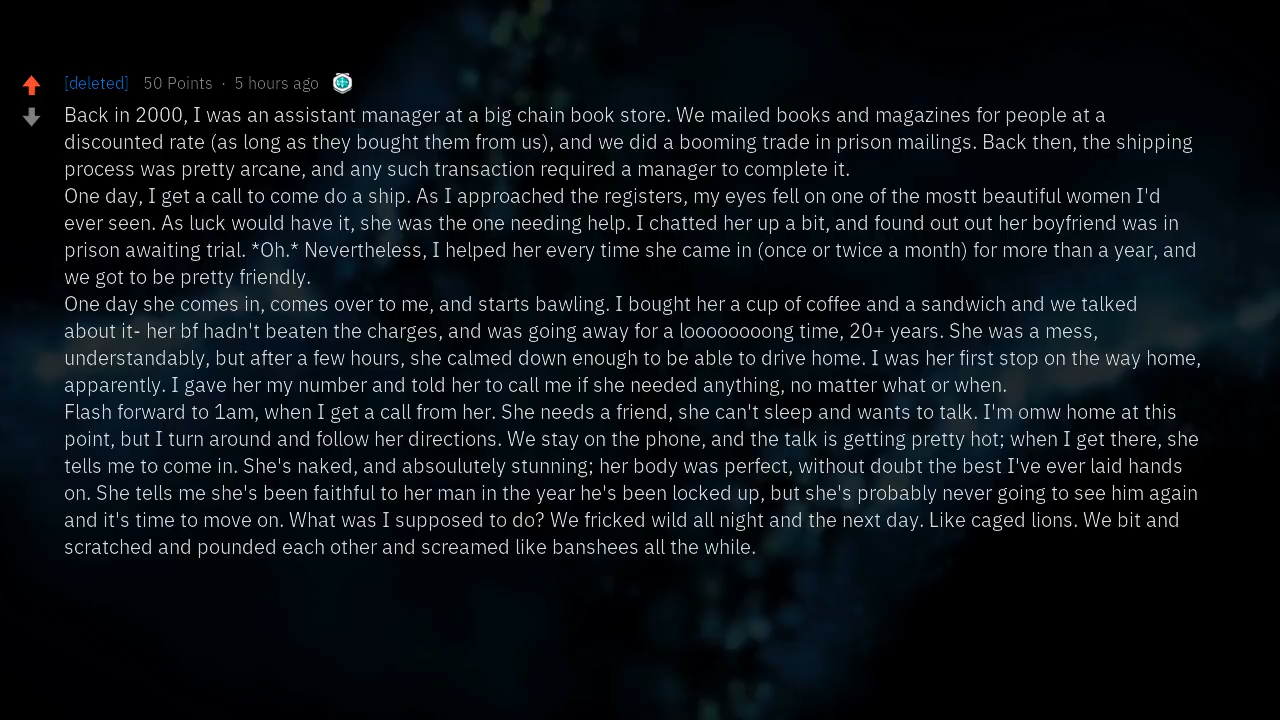 [deleted] 50 Points · 5 hours ago
Back in 2000, I was an assistant manager at a big chain book store. We mailed books and magazines for people at a
discounted rate (as long as they bought them from us), and we did a booming trade in prison mailings. Back then, the shipping
process was pretty arcane, and any such transaction required a manager to complete it.
One day, I get a call to come do a ship. As I approached the registers, my eyes fell on one of the mostt beautiful women I'd
ever seen. As luck would have it, she was the one needing help. I chatted her up a bit, and found out out her boyfriend was in
prison awaiting trial. *Oh.* Nevertheless, I helped her every time she came in (once or twice a month) for more than a year, and
we got to be pretty friendly.
One day she comes in, comes over to me, and starts bawling. I bought her a cup of coffee and a sandwich and we talked
about it- her bf hadn't beaten the charges, and was going away for a loooooooong time, 20+ years. She was a mess,
understandably, but after a few hours, she calmed down enough to be able to drive home. I was her first stop on the way home,
apparently. I gave her my number and told her to call me if she needed anything, no matter what or when.
Flash forward to 1am, when I get a call from her. She needs a friend, she can't sleep and wants to talk. I'm omw home at this
point, but I turn around and follow her directions. We stay on the phone, and the talk is getting pretty hot; when I get there, she
tells me to come in. She's naked, and absoulutely stunning; her body was perfect, without doubt the best I've ever laid hands
on. She tells me she's been faithful to her man in the year he's been locked up, but she's probably never going to see him again
and it's time to move on. What was I supposed to do? We fricked wild all night and the next day. Like caged lions. We bit and
scratched and pounded each other and screamed like banshees all the while.